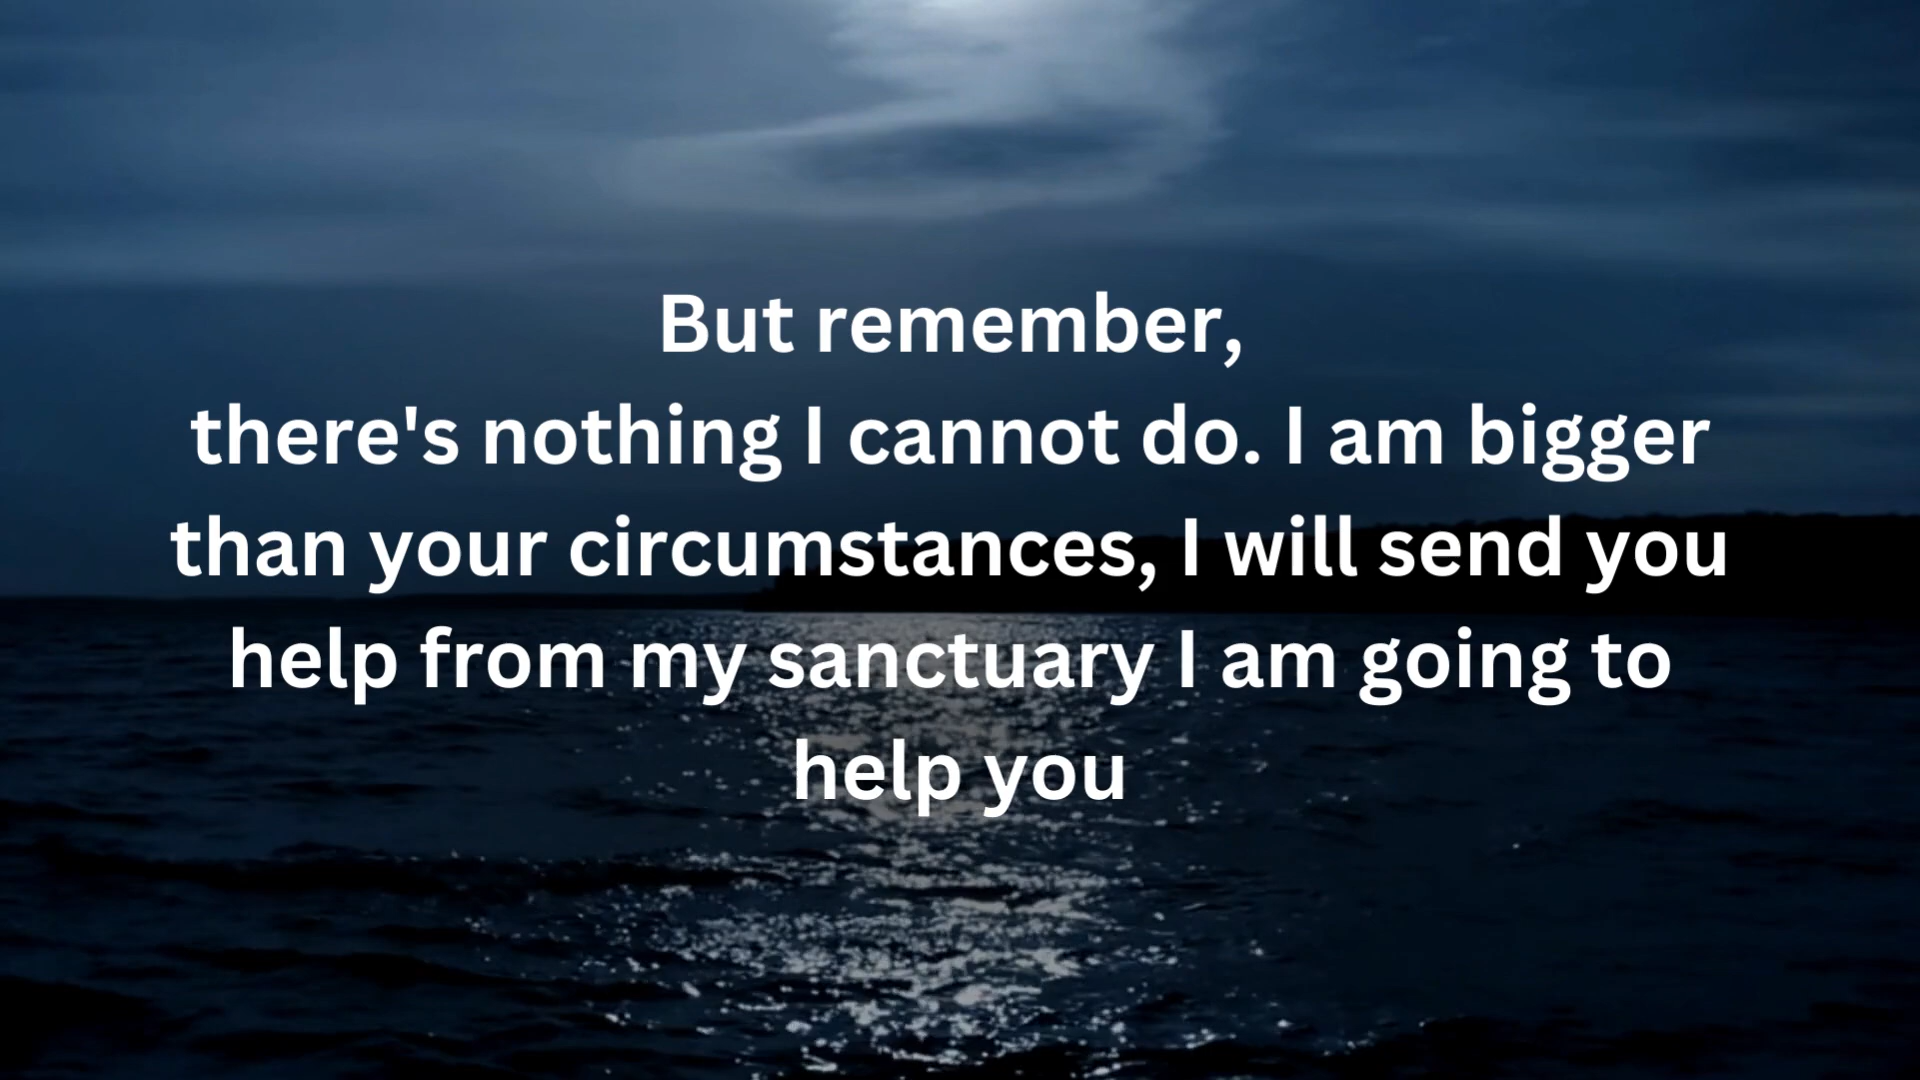 But remember,
there's nothing I cannot do. I am bigger
than your circumstances, I will send you
help from my sanctuary I am going to
help you